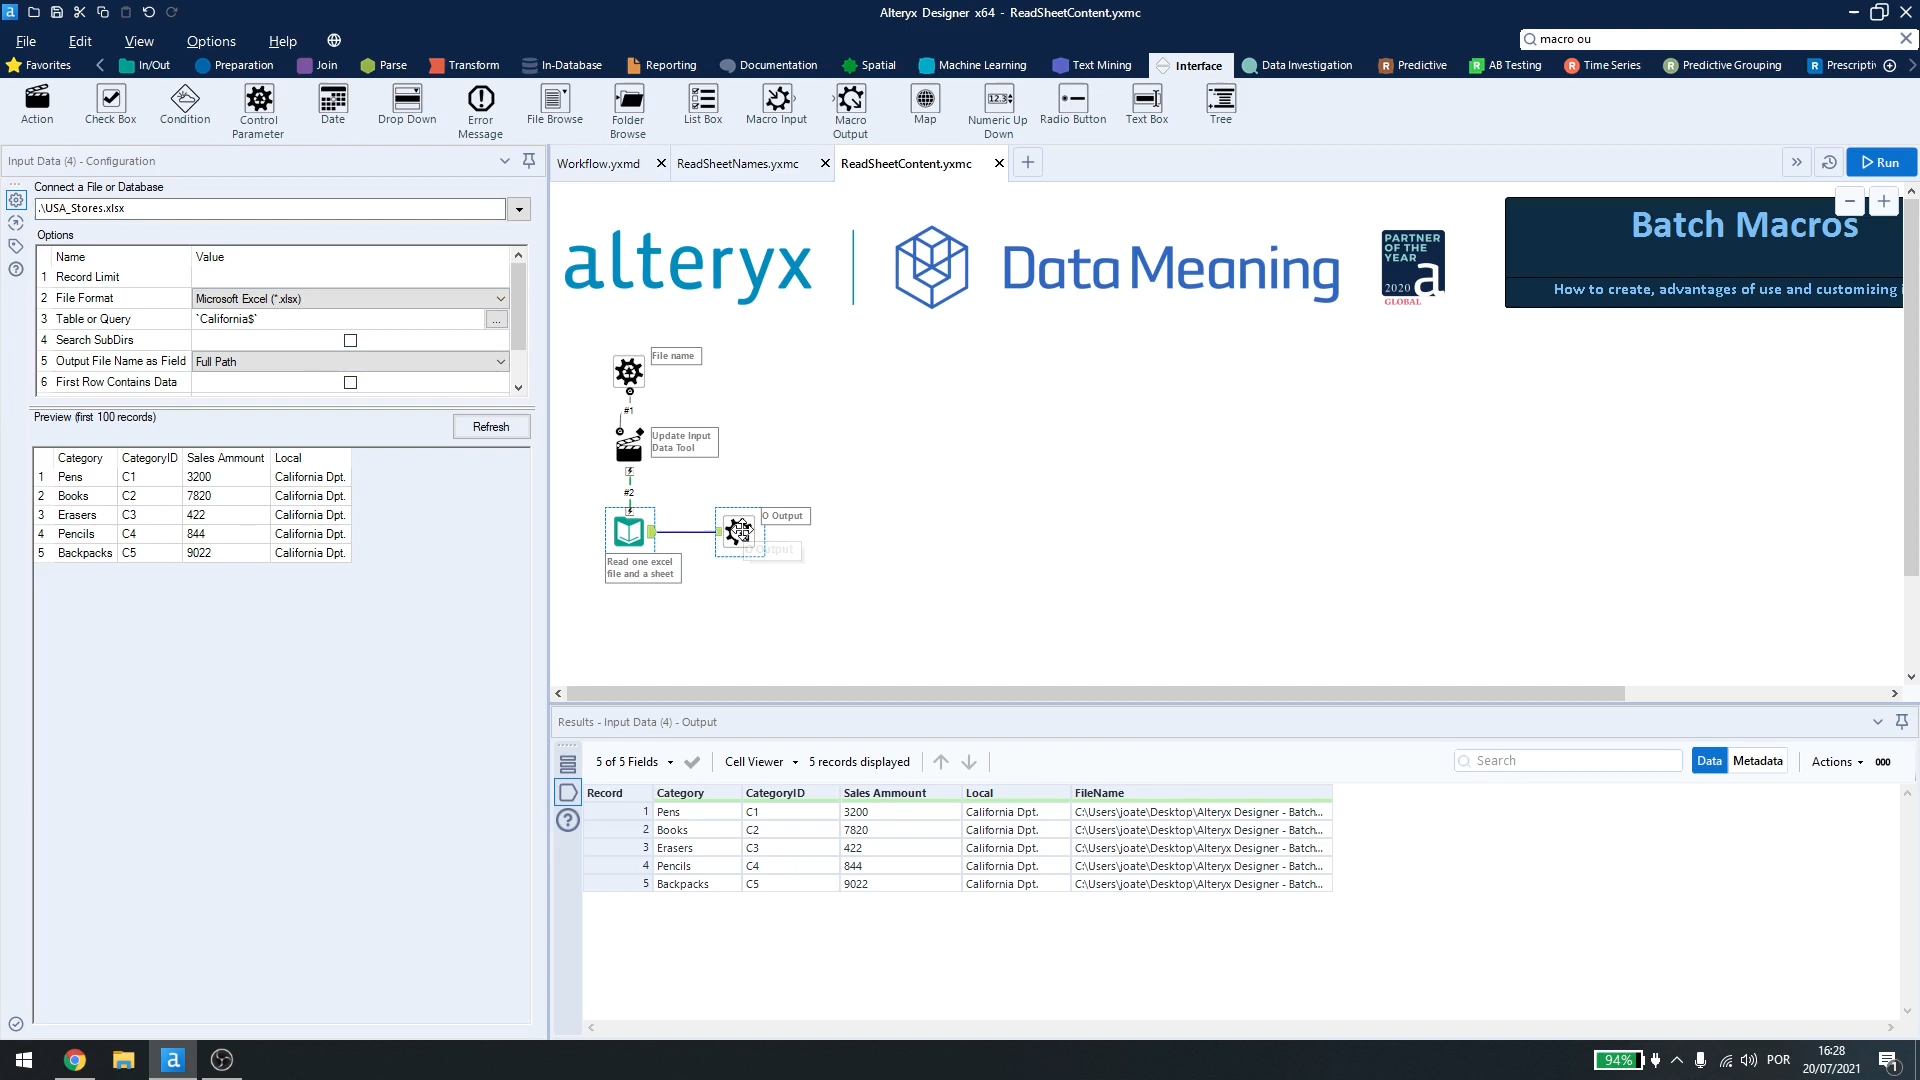 Alteryx Designer x64 - ReadSheetContent.yxmc
File Edit View Options Help
macro ou
Favorites In/Out Preparation Join Parse Transform In-Database Reporting Documentation Spatial Machine Learning Text Mining Interface Data Investigation Predictive AB Testing Time Series Predictive Grouping Prescripti
Action Check Box Condition Control Parameter Date Drop Down Error Message File Browse Folder Browse List Box Macro Input Macro Output Map Numeric Up Down Radio Button Text Box Tree
Input Data (4) - Configuration
Workflow.yxmd ReadSheetNames.yxmc ReadSheetContent.yxmc
Run
Connect a File or Database
.\USA_Stores.xlsx
Options
Name Value
1 Record Limit
2 File Format Microsoft Excel (*.xlsx)
3 Table or Query `California$` ...
4 Search SubDirs
5 Output File Name as Field Full Path
6 First Row Contains Data
Preview (first 100 records)
Refresh
Category CategoryID Sales Ammount Local
1 Pens C1 3200 California Dpt.
2 Books C2 7820 California Dpt.
3 Erasers C3 422 California Dpt.
4 Pencils C4 844 California Dpt.
5 Backpacks C5 9022 California Dpt.
alteryx
Data Meaning
PARTNER OF THE YEAR
2020
GLOBAL
a
Batch Macros
How to create, advantages of use and customizing i
File name
#1
Update Input
Data Tool
#2
O Output
O Output
Read one excel
file and a sheet
Results - Input Data (4) - Output
5 of 5 Fields Cell Viewer 5 records displayed
Search
Data Metadata Actions 000
Record Category CategoryID Sales Ammount Local FileName
1 Pens C1 3200 California Dpt. C:\Users\joate\Desktop\Alteryx Designer - Batch...
2 Books C2 7820 California Dpt. C:\Users\joate\Desktop\Alteryx Designer - Batch...
3 Erasers C3 422 California Dpt. C:\Users\joate\Desktop\Alteryx Designer - Batch...
4 Pencils C4 844 California Dpt. C:\Users\joate\Desktop\Alteryx Designer - Batch...
5 Backpacks C5 9022 California Dpt. C:\Users\joate\Desktop\Alteryx Designer - Batch...
94% POR
16:28
20/07/2021
1